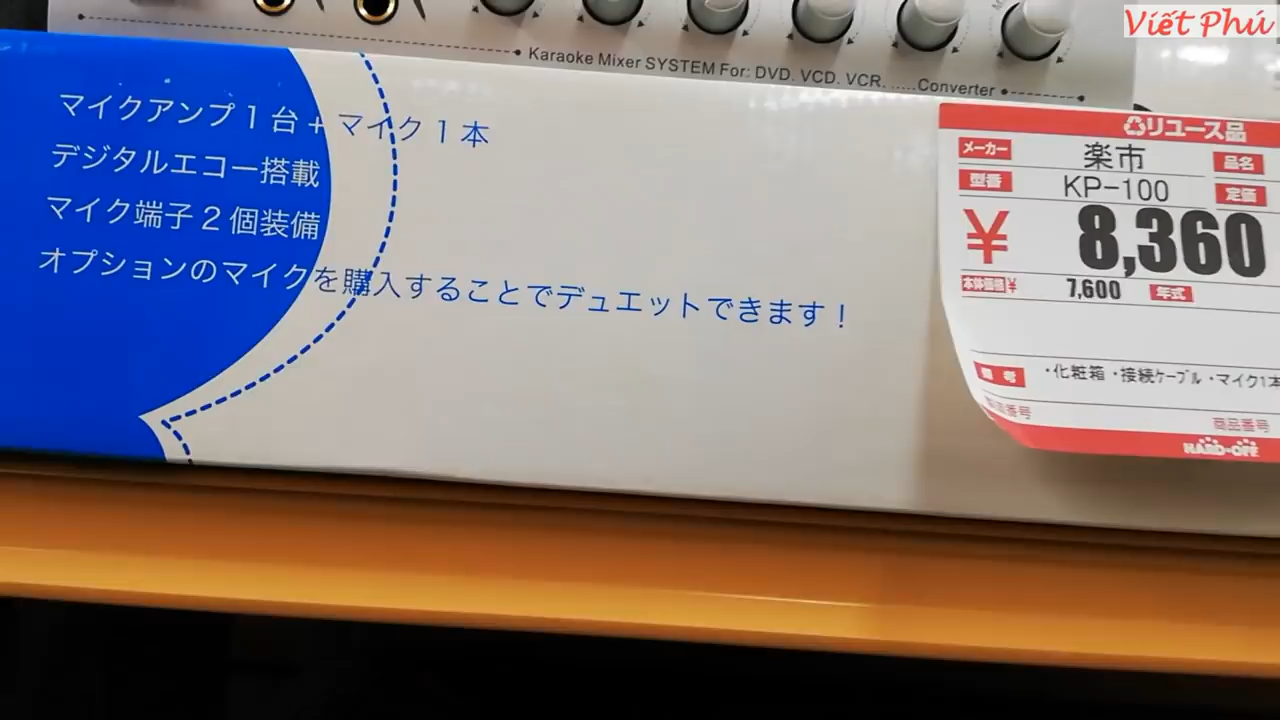 Việt Phú
Karaoke Mixer SYSTEM For: DVD. VCD. VCR. .....Converter
マイクアンプ1台+マイク1本
デジタルエコー搭載
マイク端子2個装備
オプションのマイクを購入することでデュエットできます!
リユース品
メーカー 楽市 品名
型番 KP-100 定価
¥ 8,360
本体価格¥ 7,600 年式
備考 ・化粧箱・接続ケーブル・マイク1本
製造番号 商品番号
HARD-OFF